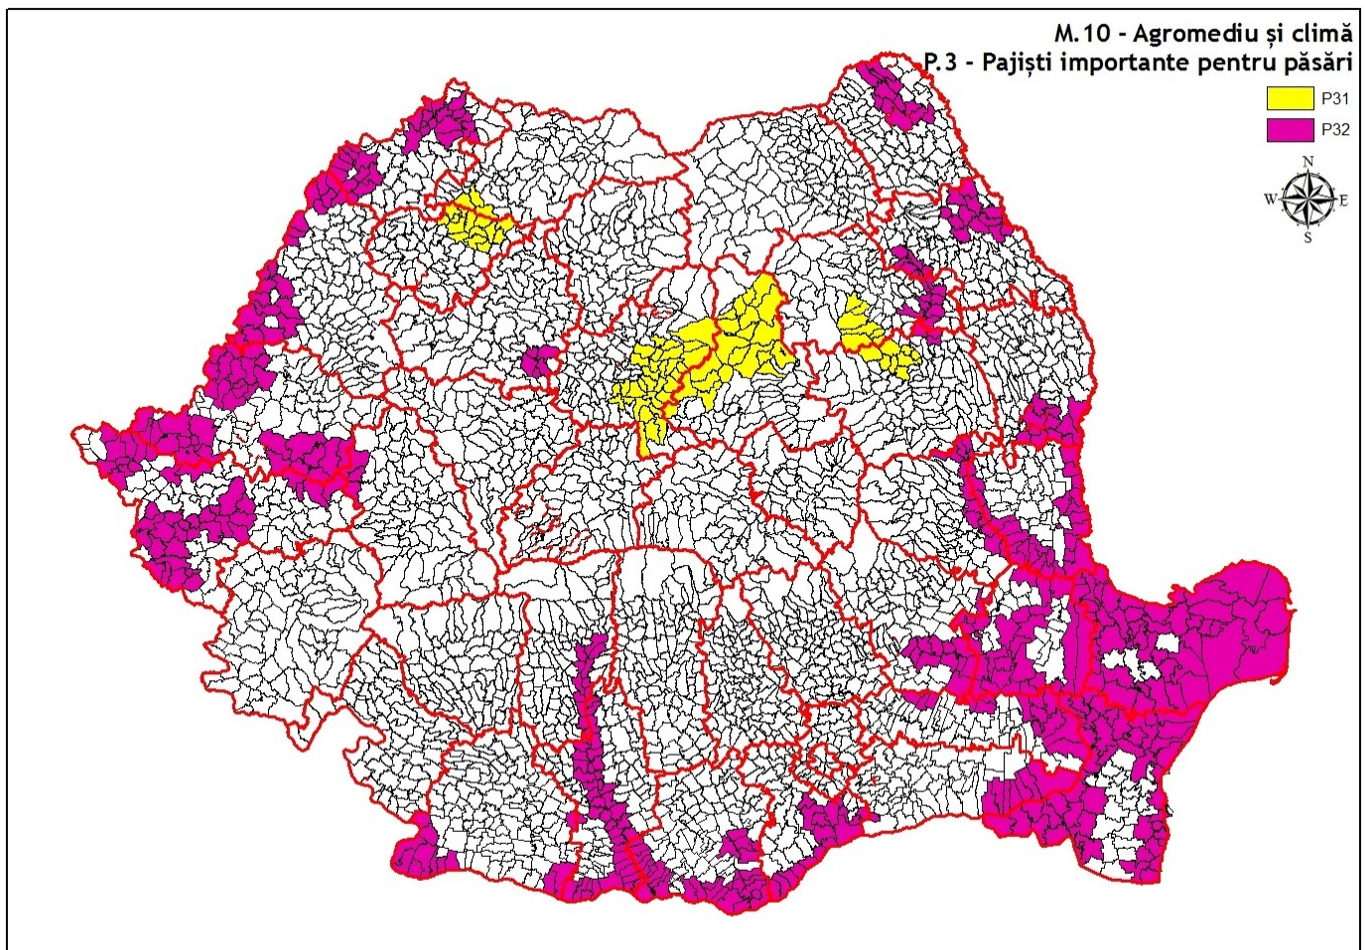 M.10 - Agromediu și climă
P.3 - Pajiști importante pentru păsări
P31
P32
N
W E
S